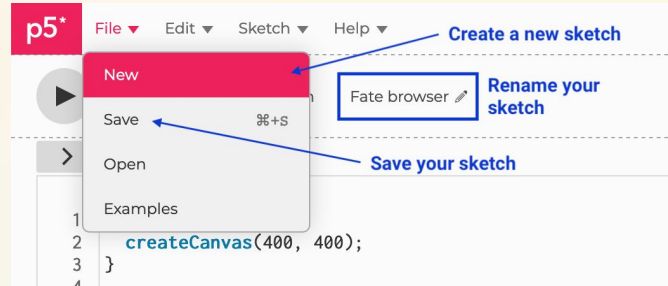 p5*
File ▼ Edit ▼ Sketch ▼ Help ▼
Create a new sketch
New
Fate browser
Rename your
sketch
Save ⌘+S
Open
Save your sketch
Examples
1
2 createCanvas(400, 400);
3 }
4